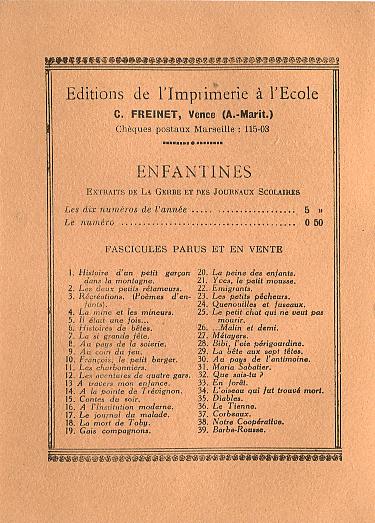 Editions de l'Imprimerie à l'Ecole
C. FREINET, Vence (A.-Marit.)
Chèques postaux Marseille : 115-03
ENFANTINES
EXTRAITS DE LA GERBE ET DES JOURNAUX SCOLAIRES
Les dix numéros de l'année ..... 5 »
Le numéro ..... 0 50
FASCICULES PARUS ET EN VENTE
1. Histoire d'un petit garçon
dans la montagne.
2. Les deux petits rétameurs.
3. Récréations. (Poèmes d'en-
fants).
4. La mine et les mineurs.
5. Il était une fois...
6. Histoires de bêtes.
7. La si grande fête.
8. Au pays de la soierie.
9. Au coin du feu.
10. François, le petit berger.
11. Les charbonniers.
12. Les aventures de quatre gars.
13 A travers mon enfance.
14. A la pointe de Trévignon.
15. Contes du soir.
16. A l'Institution moderne.
17. Le journal du malade.
18. La mort de Toby.
19. Gais compagnons.
20. La peine des enfants.
21. Yves, le petit mousse.
22. Emigrants.
23. Les petits pêcheurs.
24. Quenouilles et fuseaux.
25. Le petit chat qui ne veut pas
mourir.
26. ...Malin et demi.
27. Métayers.
28. Bibi, l'oie périgourdine.
29. La bête aux sept têtes.
30. Au pays de l'antimoine.
31. Maria Sabatier.
32. Que sais-tu ?
33. En forêt.
34. L'oiseau qui fut trouvé mort.
35. Diables.
36. Le Tienne.
37. Corbeaux.
38. Notre Coopérative.
39. Barbe-Rousse.